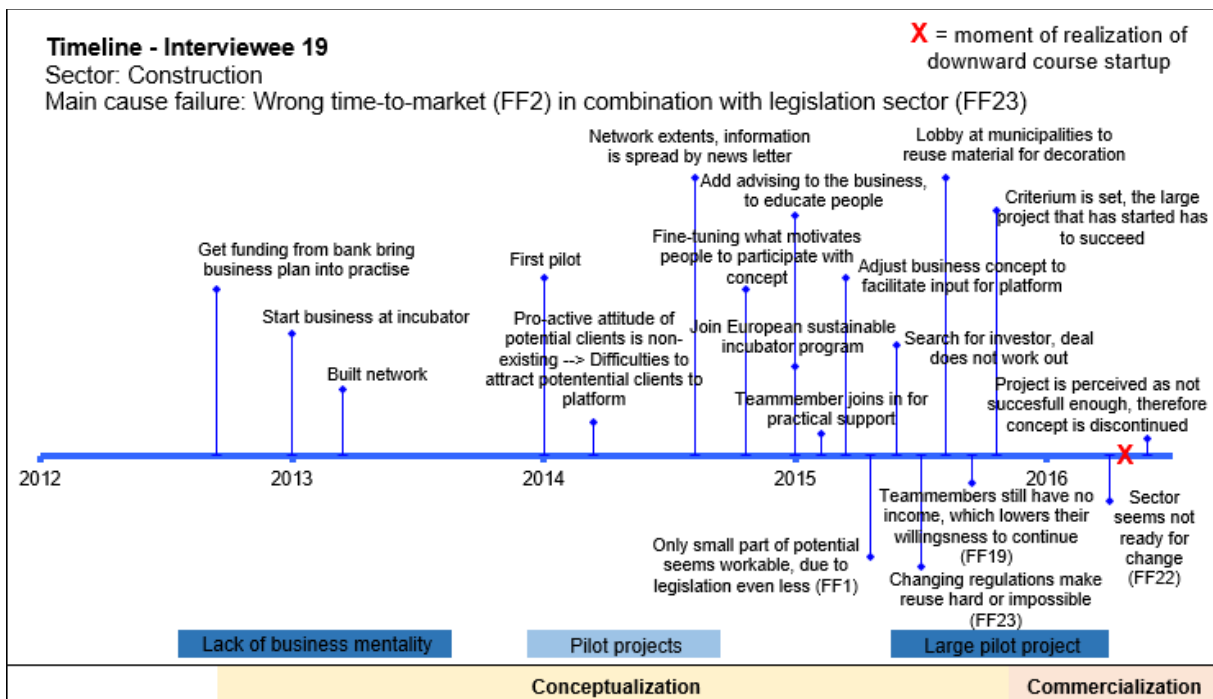 Timeline - Interviewee 19
Sector: Construction
Main cause failure: Wrong time-to-market (FF2) in combination with legislation sector (FF23)
X = moment of realization of
downward course startup
Network extents, information
is spread by news letter
Lobby at municipalities to
reuse material for decoration
Add advising to the business,
to educate people
Criterium is set, the large
project that has started has
to succeed
Get funding from bank bring
business plan into practise
First pilot
Fine-tuning what motivates
people to participate with
concept
Adjust business concept to
facilitate input for platform
Start business at incubator
Pro-active attitude of
potential clients is non-
existing --> Difficulties to
attract potentential clients to
platform
Join European sustainable
incubator program
Search for investor, deal
does not work out
Built network
Teammember joins in for
practical support
Project is perceived as not
succesfull enough, therefore
concept is discontinued
X
2012
2013
2014
2015
2016
Only small part of potential
seems workable, due to
legislation even less (FF1)
Teammembers still have no
income, which lowers their
willingsness to continue
(FF19)
Changing regulations make
reuse hard or impossible
(FF23)
Sector
seems not
ready for
change
(FF22)
Lack of business mentality
Pilot projects
Large pilot project
Conceptualization
Commercialization